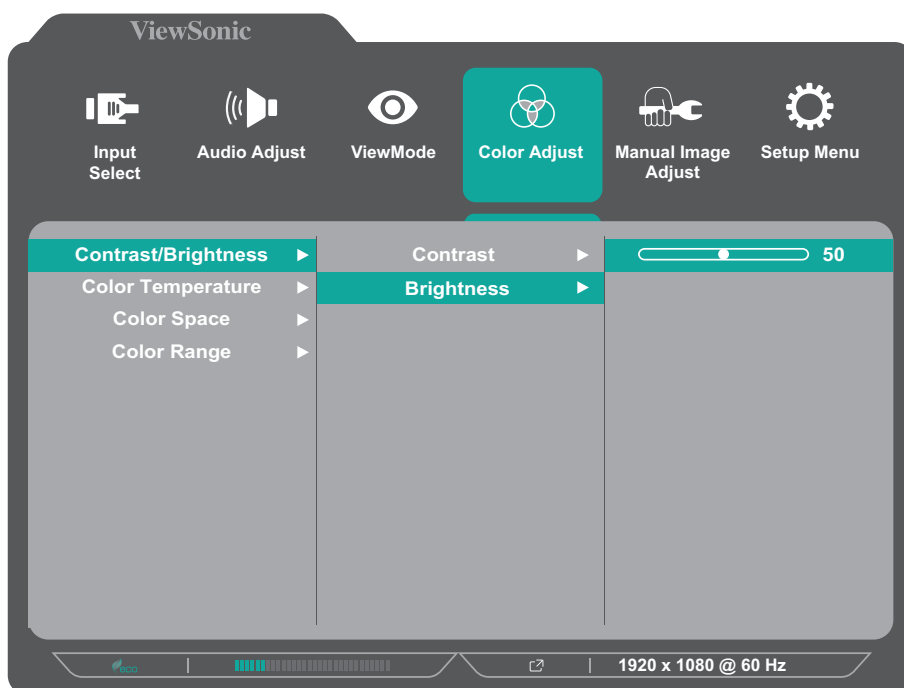 ViewSonic
Input
Select
Audio Adjust
ViewMode
Color Adjust
Manual Image
Adjust
Setup Menu
Contrast/Brightness
Contrast
50
Color Temperature
Brightness
Color Space
Color Range
eco
1920 x 1080 @ 60 Hz